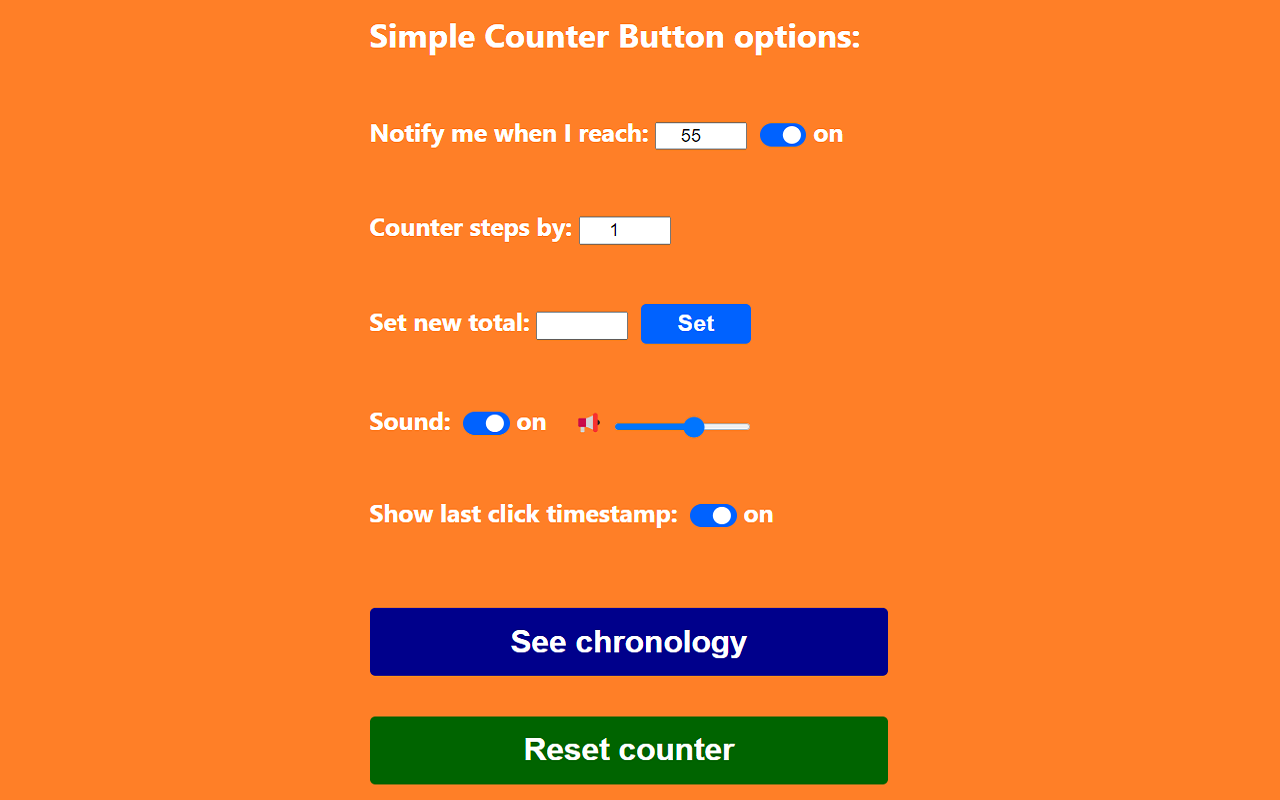 Simple Counter Button options:
Notify me when I reach: 55 on
Counter steps by: 1
Set new total: Set
Sound: on
Show last click timestamp: on
See chronology
Reset counter